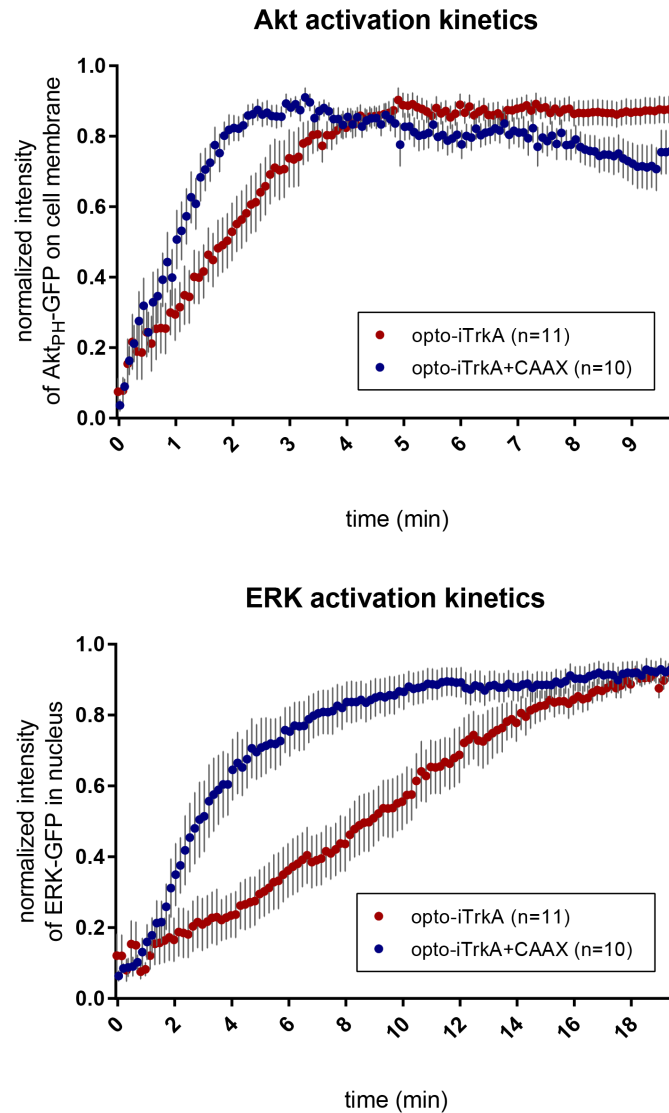 Akt activation kinetics
normalized intensity
of AktPH-GFP on cell membrane
1.0
0.8
0.6
0.4
0.2
0.0
opto-iTrkA (n=11)
opto-iTrkA+CAAX (n=10)
0 1 2 3 4 5 6 7 8 9
time (min)
ERK activation kinetics
normalized intensity
of ERK-GFP in nucleus
1.0
0.8
0.6
0.4
0.2
0.0
opto-iTrkA (n=11)
opto-iTrkA+CAAX (n=10)
0 2 4 6 8 10 12 14 16 18
time (min)